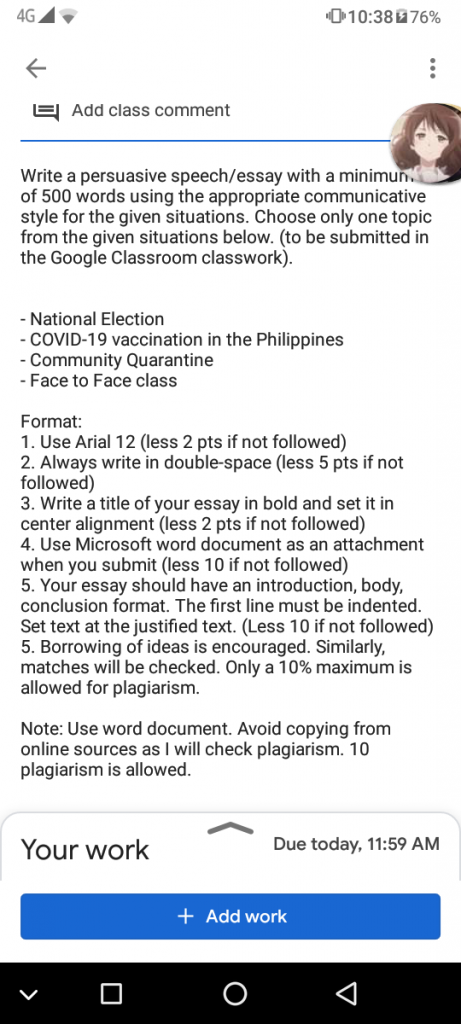 4G 10:38 76%
Add class comment
Write a persuasive speech/essay with a minimum
of 500 words using the appropriate communicative
style for the given situations. Choose only one topic
from the given situations below. (to be submitted in
the Google Classroom classwork).
- National Election
- COVID-19 vaccination in the Philippines
- Community Quarantine
- Face to Face class
Format:
1. Use Arial 12 (less 2 pts if not followed)
2. Always write in double-space (less 5 pts if not
followed)
3. Write a title of your essay in bold and set it in
center alignment (less 2 pts if not followed)
4. Use Microsoft word document as an attachment
when you submit (less 10 if not followed)
5. Your essay should have an introduction, body,
conclusion format. The first line must be indented.
Set text at the justified text. (Less 10 if not followed)
5. Borrowing of ideas is encouraged. Similarly,
matches will be checked. Only a 10% maximum is
allowed for plagiarism.
Note: Use word document. Avoid copying from
online sources as I will check plagiarism. 10
plagiarism is allowed.
Your work
Due today, 11:59 AM
+ Add work